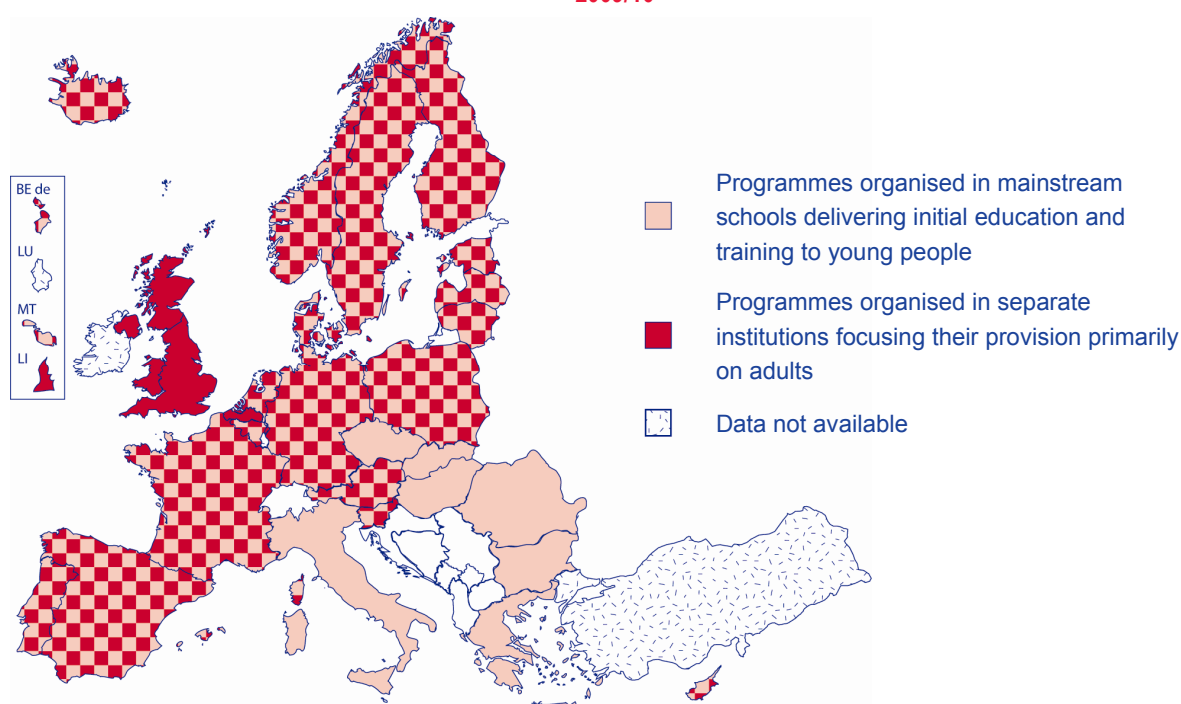 BE de
LU
MT
LI
Programmes organised in mainstream
schools delivering initial education and
training to young people
Programmes organised in separate
institutions focusing their provision primarily
on adults
Data not available